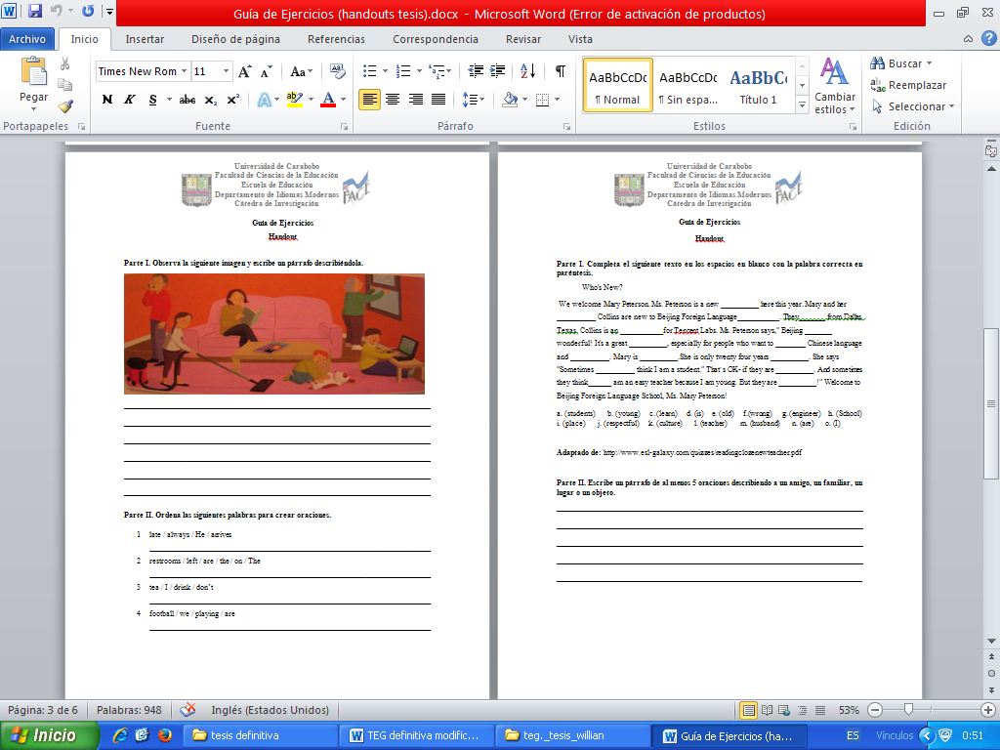 Guía de Ejercicios (handouts tesis).docx - Microsoft Word (Error de activación de productos)
Archivo Inicio Insertar Diseño de página Referencias Correspondencia Revisar Vista
Pegar
Portapapeles
Times New Rom 11
N K S abc x₂ x²
Fuente
Párrafo
AaBbCcDc AaBbCcDc AaBbC
¶ Normal ¶ Sin espa... Título 1
Cambiar estilos
Estilos
Buscar
Reemplazar
Seleccionar
Edición
Universidad de Carabobo
Facultad de Ciencias de la Educación
Escuela de Educación
Departamento de Idiomas Modernos
Cátedra de Investigación
FACE
Guía de Ejercicios
Handout
Parte I. Observa la siguiente imagen y escribe un párrafo describiéndola.
Parte II. Ordena las siguientes palabras para crear oraciones.
1 late / always / He / arrives
2 restrooms / left / are / the / on / The
3 tea / I / drink / don't
4 football / we / playing / are
Universidad de Carabobo
Facultad de Ciencias de la Educación
Escuela de Educación
Departamento de Idiomas Modernos
Cátedra de Investigación
FACE
Guía de Ejercicios
Handout
Parte I. Completa el siguiente texto en los espacios en blanco con la palabra correcta en
paréntesis.
Who's New?
We welcome Mary Peterson. Ms. Peterson is a new __________ here this year. Mary and her
__________ Collins are new to Beijing Foreign Language__________. They_______ from Dallas,
Texas, Collins is an __________for Tencent Labs. Ms. Peterson says," Beijing _______
wonderful! It's a great _________, especially for people who want to _______ Chinese language
and _________. Mary is _________.She is only twenty four years _________. She says
"Sometimes _________ think I am a student." That's OK- if they are _________. And sometimes
they think______ am an easy teacher because I am young. But they are _________!" Welcome to
Beijing Foreign Language School, Ms. Mary Peterson!
a. (students) b. (young) c. (learn) d. (is) e. (old) f.(wrong) g.(engineer) h. (School)
i. (place) j. (respectful) k. (culture) l. (teacher) m. (husband) n. (are) o. (I)
Adaptado de: http://www.esl-galaxy.com/quizzes/readingclozenewteacher.pdf
Parte II. Escribe un párrafo de al menos 5 oraciones describiendo a un amigo, un familiar, un
lugar o un objeto.
Página: 3 de 6 Palabras: 948 Inglés (Estados Unidos) 53%
Inicio tesis definitiva TEG definitiva modific... teg._tesis_willian Guía de Ejercicios (ha... ES Vínculos 0:51